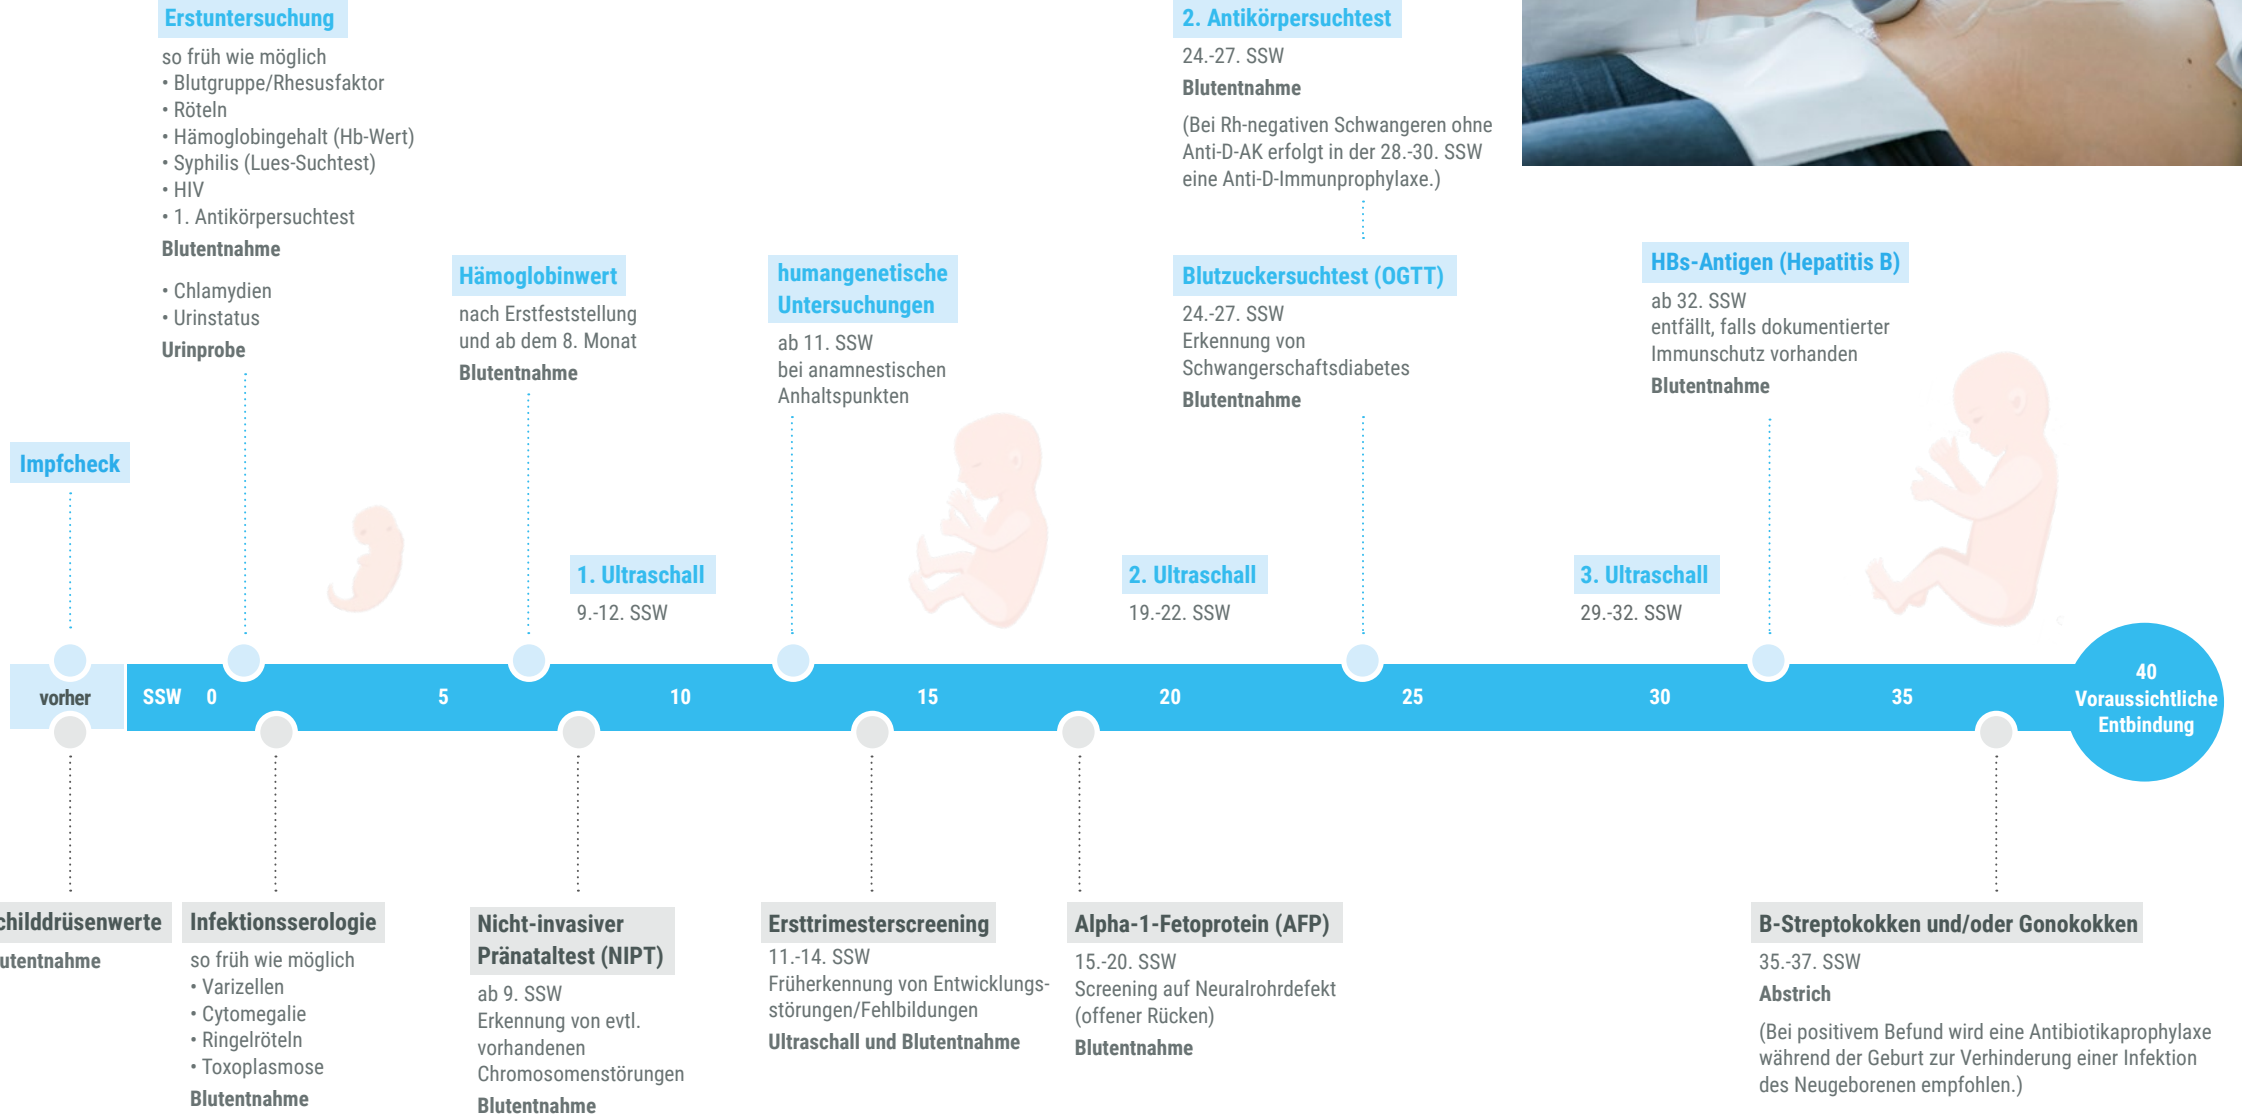 Erstuntersuchung
so früh wie möglich
• Blutgruppe/Rhesusfaktor
• Röteln
• Hämoglobingehalt (Hb-Wert)
• Syphilis (Lues-Suchtest)
• HIV
• 1. Antikörpersuchtest
Blutentnahme
• Chlamydien
• Urinstatus
Urinprobe
2. Antikörpersuchtest
24.-27. SSW
Blutentnahme
(Bei Rh-negativen Schwangeren ohne
Anti-D-AK erfolgt in der 28.-30. SSW
eine Anti-D-Immunprophylaxe.)
Hämoglobinwert
nach Erstfeststellung
und ab dem 8. Monat
Blutentnahme
humangenetische
Untersuchungen
ab 11. SSW
bei anamnestischen
Anhaltspunkten
Blutzuckersuchtest (OGTT)
24.-27. SSW
Erkennung von
Schwangerschaftsdiabetes
Blutentnahme
HBs-Antigen (Hepatitis B)
ab 32. SSW
entfällt, falls dokumentierter
Immunschutz vorhanden
Blutentnahme
Impfcheck
1. Ultraschall
9.-12. SSW
2. Ultraschall
19.-22. SSW
3. Ultraschall
29.-32. SSW
vorher SSW 0 5 10 15 20 25 30 35
40
Voraussichtliche
Entbindung
childdrüsenwerte
utentnahme
Infektionsserologie
so früh wie möglich
• Varizellen
• Cytomegalie
• Ringelröteln
• Toxoplasmose
Blutentnahme
Nicht-invasiver
Pränataltest (NIPT)
ab 9. SSW
Erkennung von evtl.
vorhandenen
Chromosomenstörungen
Blutentnahme
Ersttrimesterscreening
11.-14. SSW
Früherkennung von Entwicklungs-
störungen/Fehlbildungen
Ultraschall und Blutentnahme
Alpha-1-Fetoprotein (AFP)
15.-20. SSW
Screening auf Neuralrohrdefekt
(offener Rücken)
Blutentnahme
B-Streptokokken und/oder Gonokokken
35.-37. SSW
Abstrich
(Bei positivem Befund wird eine Antibiotikaprophylaxe
während der Geburt zur Verhinderung einer Infektion
des Neugeborenen empfohlen.)